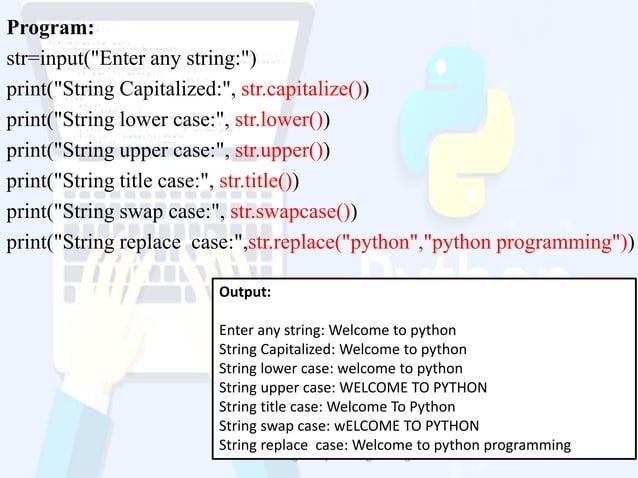 Program:
str=input("Enter any string:")
print("String Capitalized:", str.capitalize())
print("String lower case:", str.lower())
print("String upper case:", str.upper())
print("String title case:", str.title())
print("String swap case:", str.swapcase())
print("String replace  case:",str.replace("python","python programming"))
Output:
Enter any string: Welcome to python
String Capitalized: Welcome to python
String lower case: welcome to python
String upper case: WELCOME TO PYTHON
String title case: Welcome To Python
String swap case: wELCOME TO PYTHON
String replace  case: Welcome to python programming